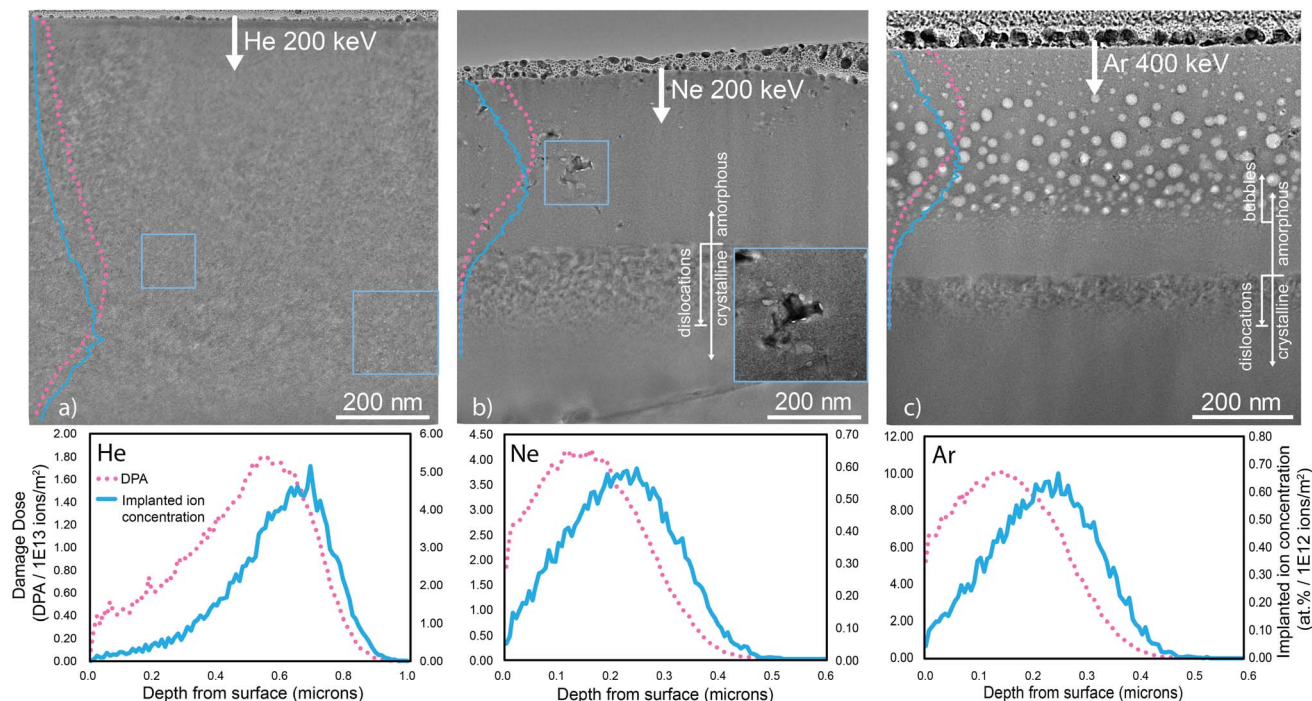 He 200 keV
a)
200 nm
Ne 200 keV
amorphous
crystalline
dislocations
b)
200 nm
Ar 400 keV
bubbles
amorphous
dislocations
crystalline
c)
200 nm
Damage Dose
(DPA / 1E13 ions/m²)
2.00
1.80
1.60
1.40
1.20
1.00
0.80
0.60
0.40
0.20
0.00
He
DPA
Implanted ion
concentration
6.00
5.00
4.00
3.00
2.00
1.00
0.00
0.0 0.2 0.4 0.6 0.8 1.0
Depth from surface (microns)
4.50
4.00
3.50
3.00
2.50
2.00
1.50
1.00
0.50
0.00
Ne
0.70
0.60
0.50
0.40
0.30
0.20
0.10
0.00
0.0 0.1 0.2 0.3 0.4 0.5 0.6
Depth from surface (microns)
12.00
10.00
8.00
6.00
4.00
2.00
0.00
Ar
0.80
0.70
0.60
0.50
0.40
0.30
0.20
0.10
0.00
0.0 0.1 0.2 0.3 0.4 0.5 0.6
Depth from surface (microns)
Implanted ion concentration
(at.% / 1E12 ions/m²)